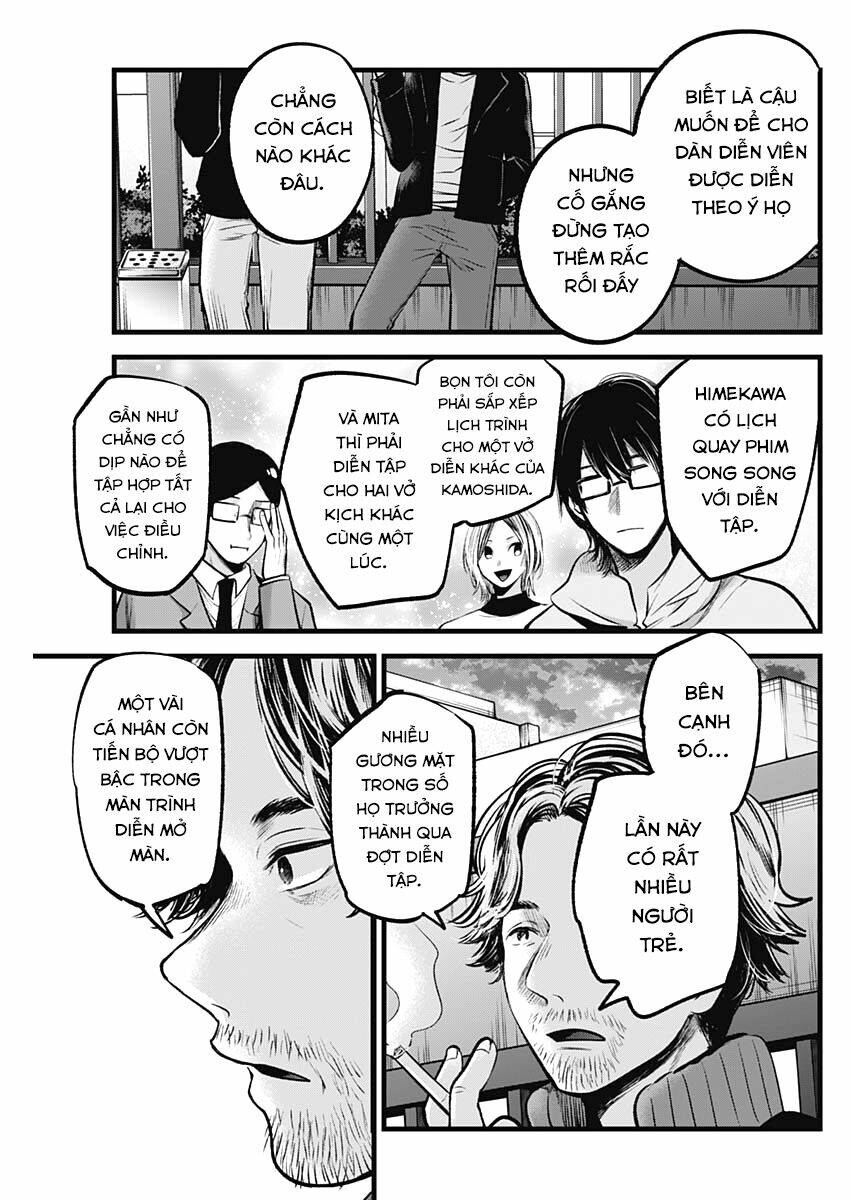 BIẾT LÀ CẬU
MUỐN ĐỂ CHO
DÀN DIỄN VIÊN
ĐƯỢC DIỄN
THEO Ý HỌ
NHƯNG
CỐ GẮNG
ĐỪNG TẠO
THÊM RẮC
RỐI ĐẤY
CHẲNG
CÒN CÁCH
NÀO KHÁC
ĐÂU.
HIMEKAWA
CÓ LỊCH
QUAY PHIM
SONG SONG
VỚI DIỄN
TẬP.
BỌN TÔI CÒN
PHẢI SẮP XẾP
LỊCH TRÌNH
CHO MỘT VỞ
DIỄN KHÁC CỦA
KAMOSHIDA.
VÀ MITA
THÌ PHẢI
DIỄN TẬP
CHO HAI VỞ
KỊCH KHÁC
CÙNG MỘT
LÚC.
GẦN NHƯ
CHẲNG CÓ
DỊP NÀO ĐỂ
TẬP HỢP TẤT
CẢ LẠI CHO
VIỆC ĐIỀU
CHỈNH.
BÊN
CẠNH
ĐÓ...
LẦN NÀY
CÓ RẤT
NHIỀU
NGƯỜI
TRẺ.
NHIỀU
GƯƠNG MẶT
TRONG SỐ
HỌ TRƯỞNG
THÀNH QUA
ĐỢT DIỄN
TẬP.
MỘT VÀI
CÁ NHÂN CÒN
TIẾN BỘ VƯỢT
BẬC TRONG
MÀN TRÌNH
DIỄN MỞ
MÀN.